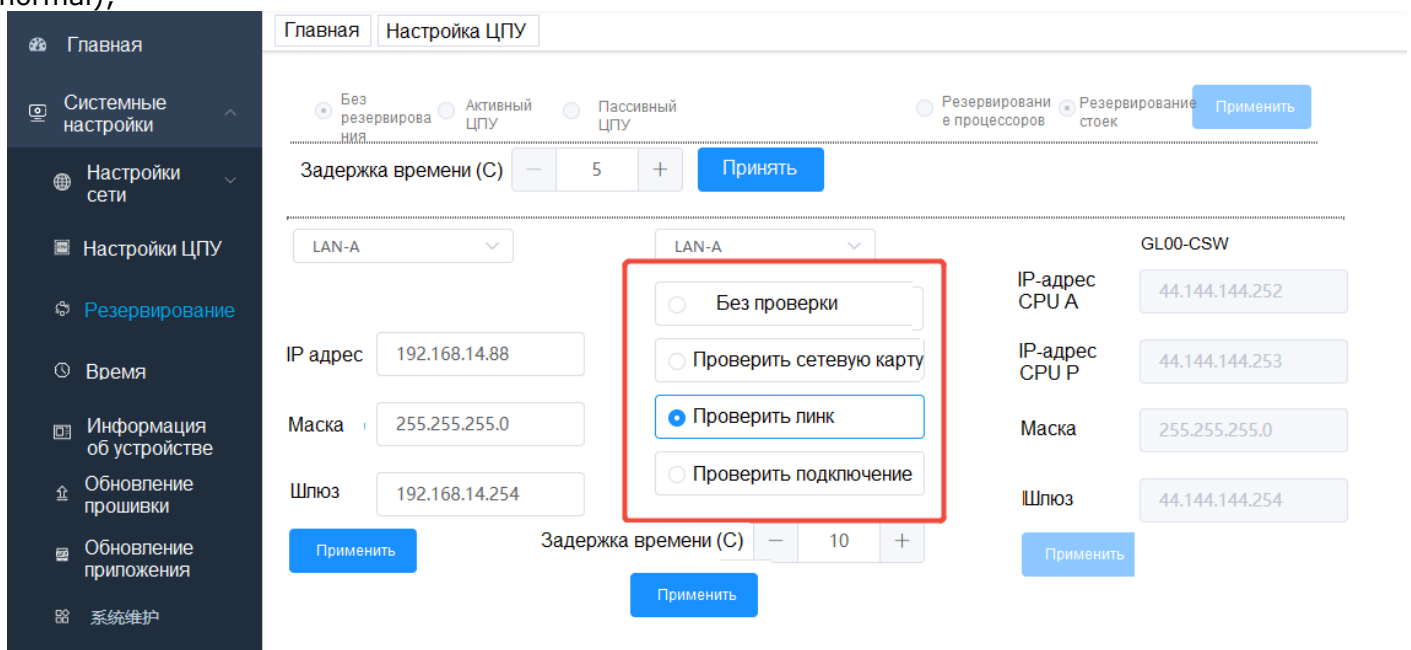 normal),
Главная
Системные
настройки
Настройки
сети
Настройки ЦПУ
Резервирование
Время
Информация
об устройстве
Обновление
прошивки
Обновление
приложения
系统维护
Главная Настройка ЦПУ
Без
резервирова
ния
Активный
ЦПУ
Пассивный
ЦПУ
Резервировани
е процессоров
Резервирование
стоек
Применить
Задержка времени (С) − 5 + Принять
LAN-A
IP адрес 192.168.14.88
Маска 255.255.255.0
Шлюз 192.168.14.254
Применить
LAN-A
Без проверки
Проверить сетевую карту
Проверить линк
Проверить подключение
Задержка времени (С) − 10 +
Применить
GL00-CSW
IP-адрес
CPU A
44.144.144.252
IP-адрес
CPU P
44.144.144.253
Маска 255.255.255.0
Шлюз 44.144.144.254
Применить